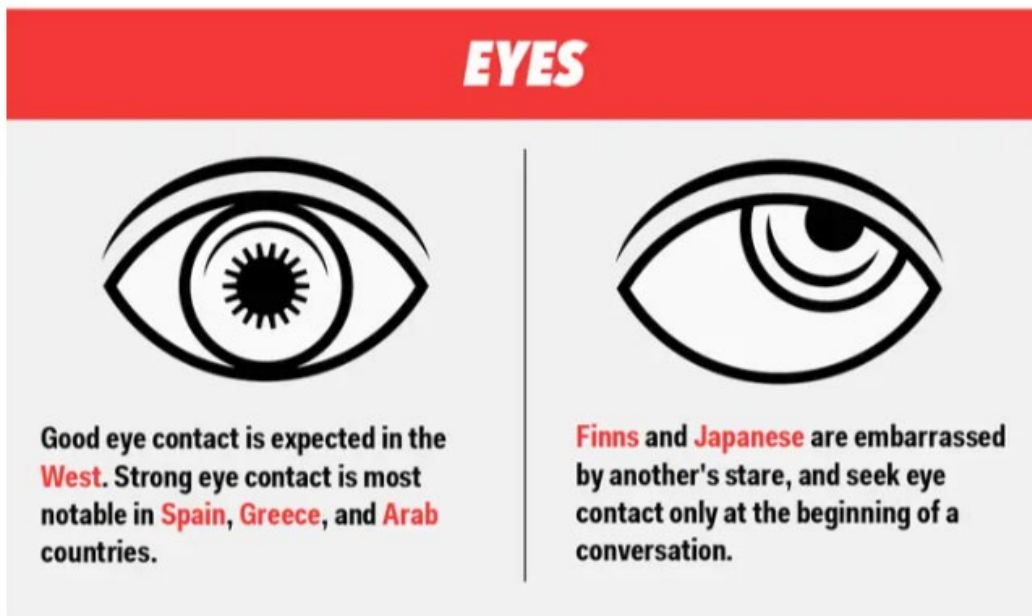 EYES
Good eye contact is expected in the
West. Strong eye contact is most
notable in Spain, Greece, and Arab
countries.
Finns and Japanese are embarrassed
by another's stare, and seek eye
contact only at the beginning of a
conversation.